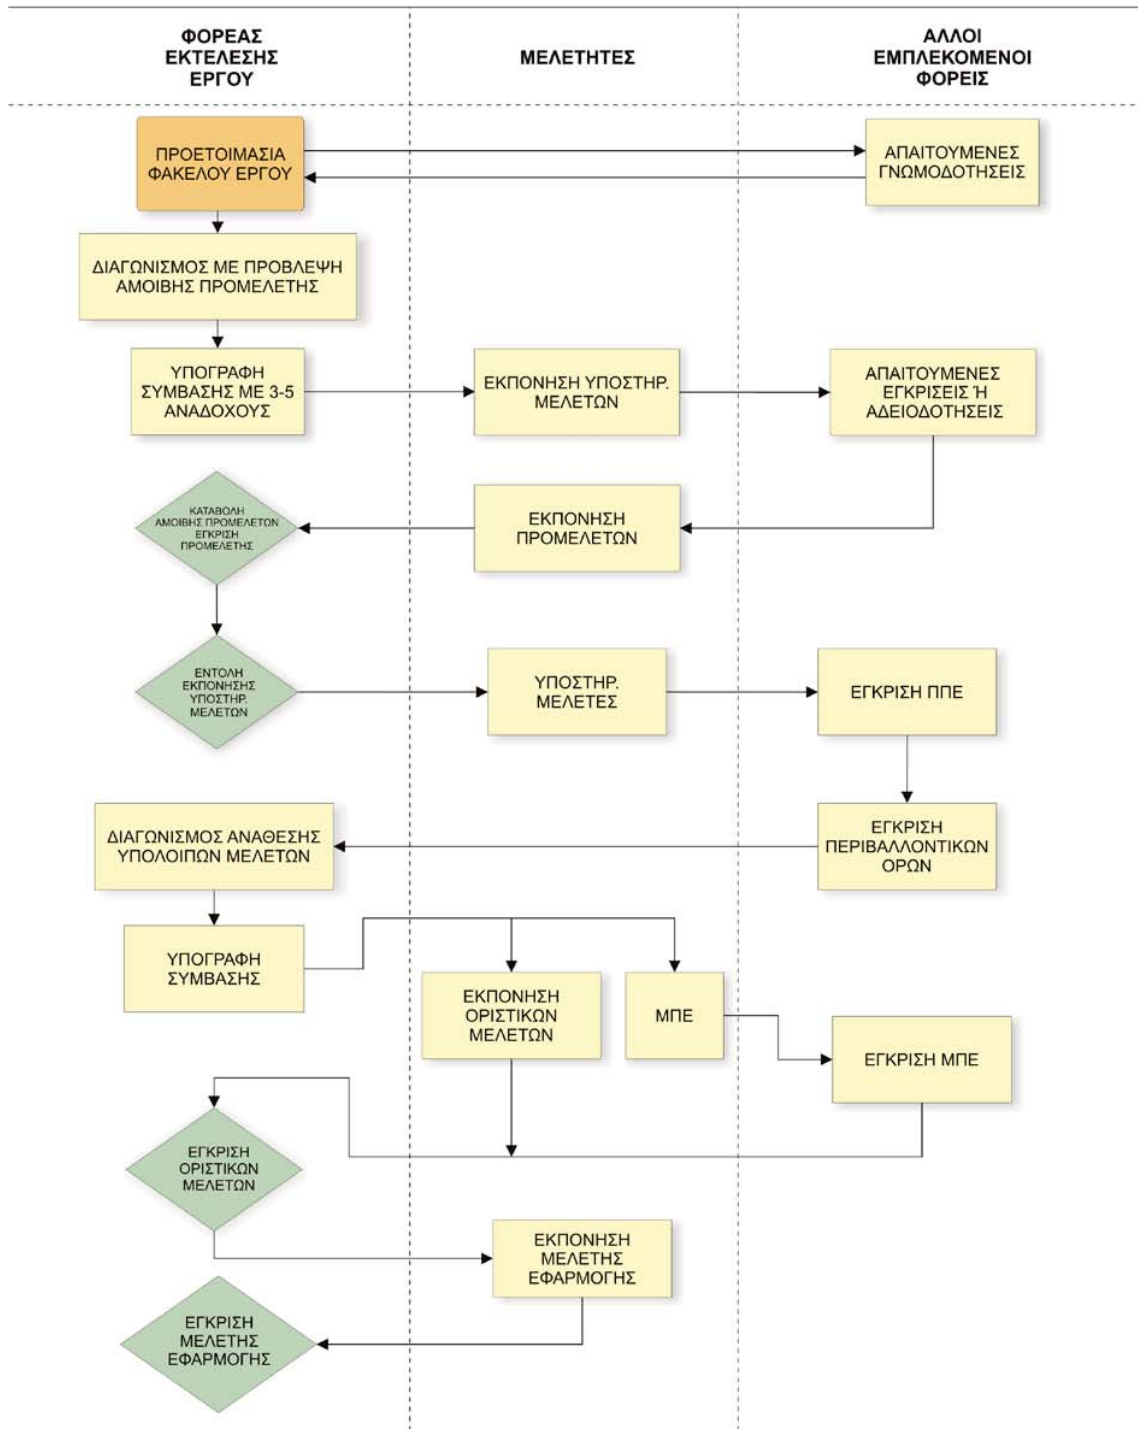 ΦΟΡΕΑΣ
ΕΚΤΕΛΕΣΗΣ
ΕΡΓΟΥ
ΜΕΛΕΤΗΤΕΣ
ΑΛΛΟΙ
ΕΜΠΛΕΚΟΜΕΝΟΙ
ΦΟΡΕΙΣ
ΠΡΟΕΤΟΙΜΑΣΙΑ
ΦΑΚΕΛΟΥ ΕΡΓΟΥ
ΑΠΑΙΤΟΥΜΕΝΕΣ
ΓΝΩΜΟΔΟΤΗΣΕΙΣ
ΔΙΑΓΩΝΙΣΜΟΣ ΜΕ ΠΡΟΒΛΕΨΗ
ΑΜΟΙΒΗΣ ΠΡΟΜΕΛΕΤΗΣ
ΥΠΟΓΡΑΦΗ
ΣΥΜΒΑΣΗΣ ΜΕ 3-5
ΑΝΑΔΟΧΟΥΣ
ΕΚΠΟΝΗΣΗ ΥΠΟΣΤΗΡ.
ΜΕΛΕΤΩΝ
ΑΠΑΙΤΟΥΜΕΝΕΣ
ΕΓΚΡΙΣΕΙΣ Ή
ΑΔΕΙΟΔΟΤΗΣΕΙΣ
ΚΑΤΑΒΟΛΗ
ΑΜΟΙΒΗΣ ΠΡΟΜΕΛΕΤΩΝ
ΕΓΚΡΙΣΗ
ΠΡΟΜΕΛΕΤΗΣ
ΕΚΠΟΝΗΣΗ
ΠΡΟΜΕΛΕΤΩΝ
ΕΝΤΟΛΗ
ΕΚΠΟΝΗΣΗΣ
ΥΠΟΣΤΗΡ.
ΜΕΛΕΤΩΝ
ΥΠΟΣΤΗΡ.
ΜΕΛΕΤΕΣ
ΕΓΚΡΙΣΗ ΠΠΕ
ΔΙΑΓΩΝΙΣΜΟΣ ΑΝΑΘΕΣΗΣ
ΥΠΟΛΟΙΠΩΝ ΜΕΛΕΤΩΝ
ΕΓΚΡΙΣΗ
ΠΕΡΙΒΑΛΛΟΝΤΙΚΩΝ
ΟΡΩΝ
ΥΠΟΓΡΑΦΗ
ΣΥΜΒΑΣΗΣ
ΕΚΠΟΝΗΣΗ
ΟΡΙΣΤΙΚΩΝ
ΜΕΛΕΤΩΝ
ΜΠΕ
ΕΓΚΡΙΣΗ ΜΠΕ
ΕΓΚΡΙΣΗ
ΟΡΙΣΤΙΚΩΝ
ΜΕΛΕΤΩΝ
ΕΚΠΟΝΗΣΗ
ΜΕΛΕΤΗΣ
ΕΦΑΡΜΟΓΗΣ
ΕΓΚΡΙΣΗ
ΜΕΛΕΤΗΣ
ΕΦΑΡΜΟΓΗΣ